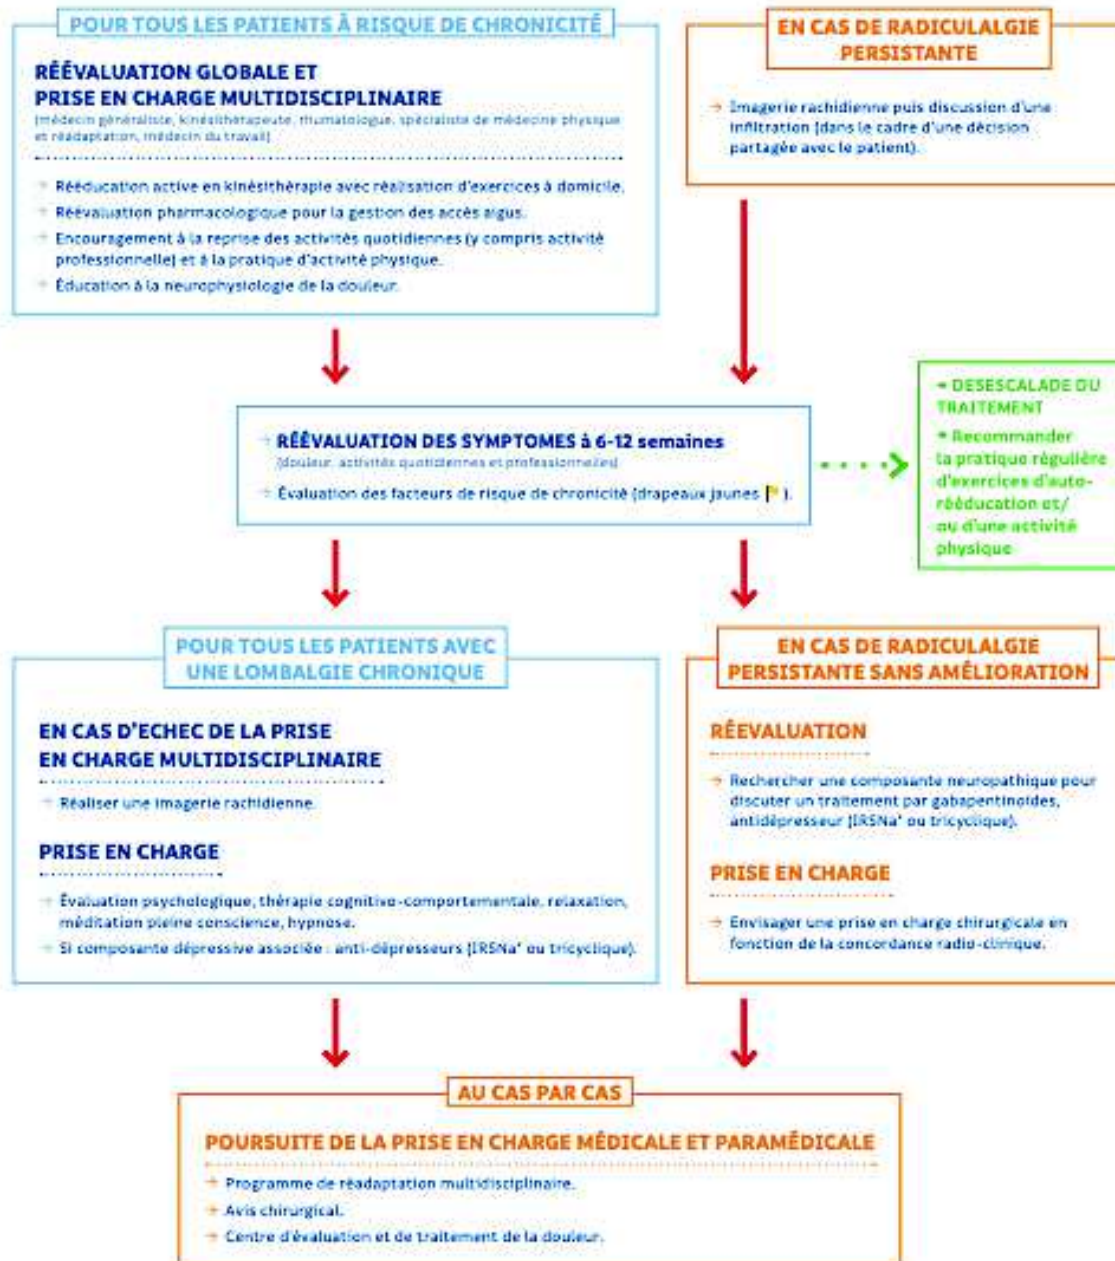 POUR TOUS LES PATIENTS À RISQUE DE CHRONICITÉ
RÉÉVALUATION GLOBALE ET
PRISE EN CHARGE MULTIDISCIPLINAIRE
(médecin généraliste, kinésithérapeute, rhumatologue, spécialiste de médecine physique
et réadaptation, médecin du travail)
→ Rééducation active en kinésithérapie avec réalisation d'exercices à domicile.
→ Réévaluation pharmacologique pour la gestion des accès aigus.
→ Encouragement à la reprise des activités quotidiennes (y compris activité
professionnelle) et à la pratique d'activité physique.
→ Éducation à la neurophysiologie de la douleur.
EN CAS DE RADICULALGIE
PERSISTANTE
→ Imagerie rachidienne puis discussion d'une
infiltration (dans le cadre d'une décision
partagée avec le patient).
→ RÉÉVALUATION DES SYMPTOMES à 6-12 semaines
(douleur, activités quotidiennes et professionnelles)
→ Évaluation des facteurs de risque de chronicité (drapeaux jaunes ).
→ DESESCALADE DU
TRAITEMENT
→ Recommander
la pratique régulière
d'exercices d'auto-
rééducation et/
ou d'une activité
physique
POUR TOUS LES PATIENTS AVEC
UNE LOMBALGIE CHRONIQUE
EN CAS D'ECHEC DE LA PRISE
EN CHARGE MULTIDISCIPLINAIRE
→ Réaliser une imagerie rachidienne.
PRISE EN CHARGE
→ Évaluation psychologique, thérapie cognitivo-comportementale, relaxation,
méditation pleine conscience, hypnose.
→ Si composante dépressive associée : anti-dépresseurs (IRSNa* ou tricyclique).
EN CAS DE RADICULALGIE
PERSISTANTE SANS AMÉLIORATION
RÉEVALUATION
→ Rechercher une composante neuropathique pour
discuter un traitement par gabapentinoïdes,
antidépresseur (IRSNa* ou tricyclique).
PRISE EN CHARGE
→ Envisager une prise en charge chirurgicale en
fonction de la concordance radio-clinique.
AU CAS PAR CAS
POURSUITE DE LA PRISE EN CHARGE MÉDICALE ET PARAMÉDICALE
→ Programme de réadaptation multidisciplinaire.
→ Avis chirurgical.
→ Centre d'évaluation et de traitement de la douleur.